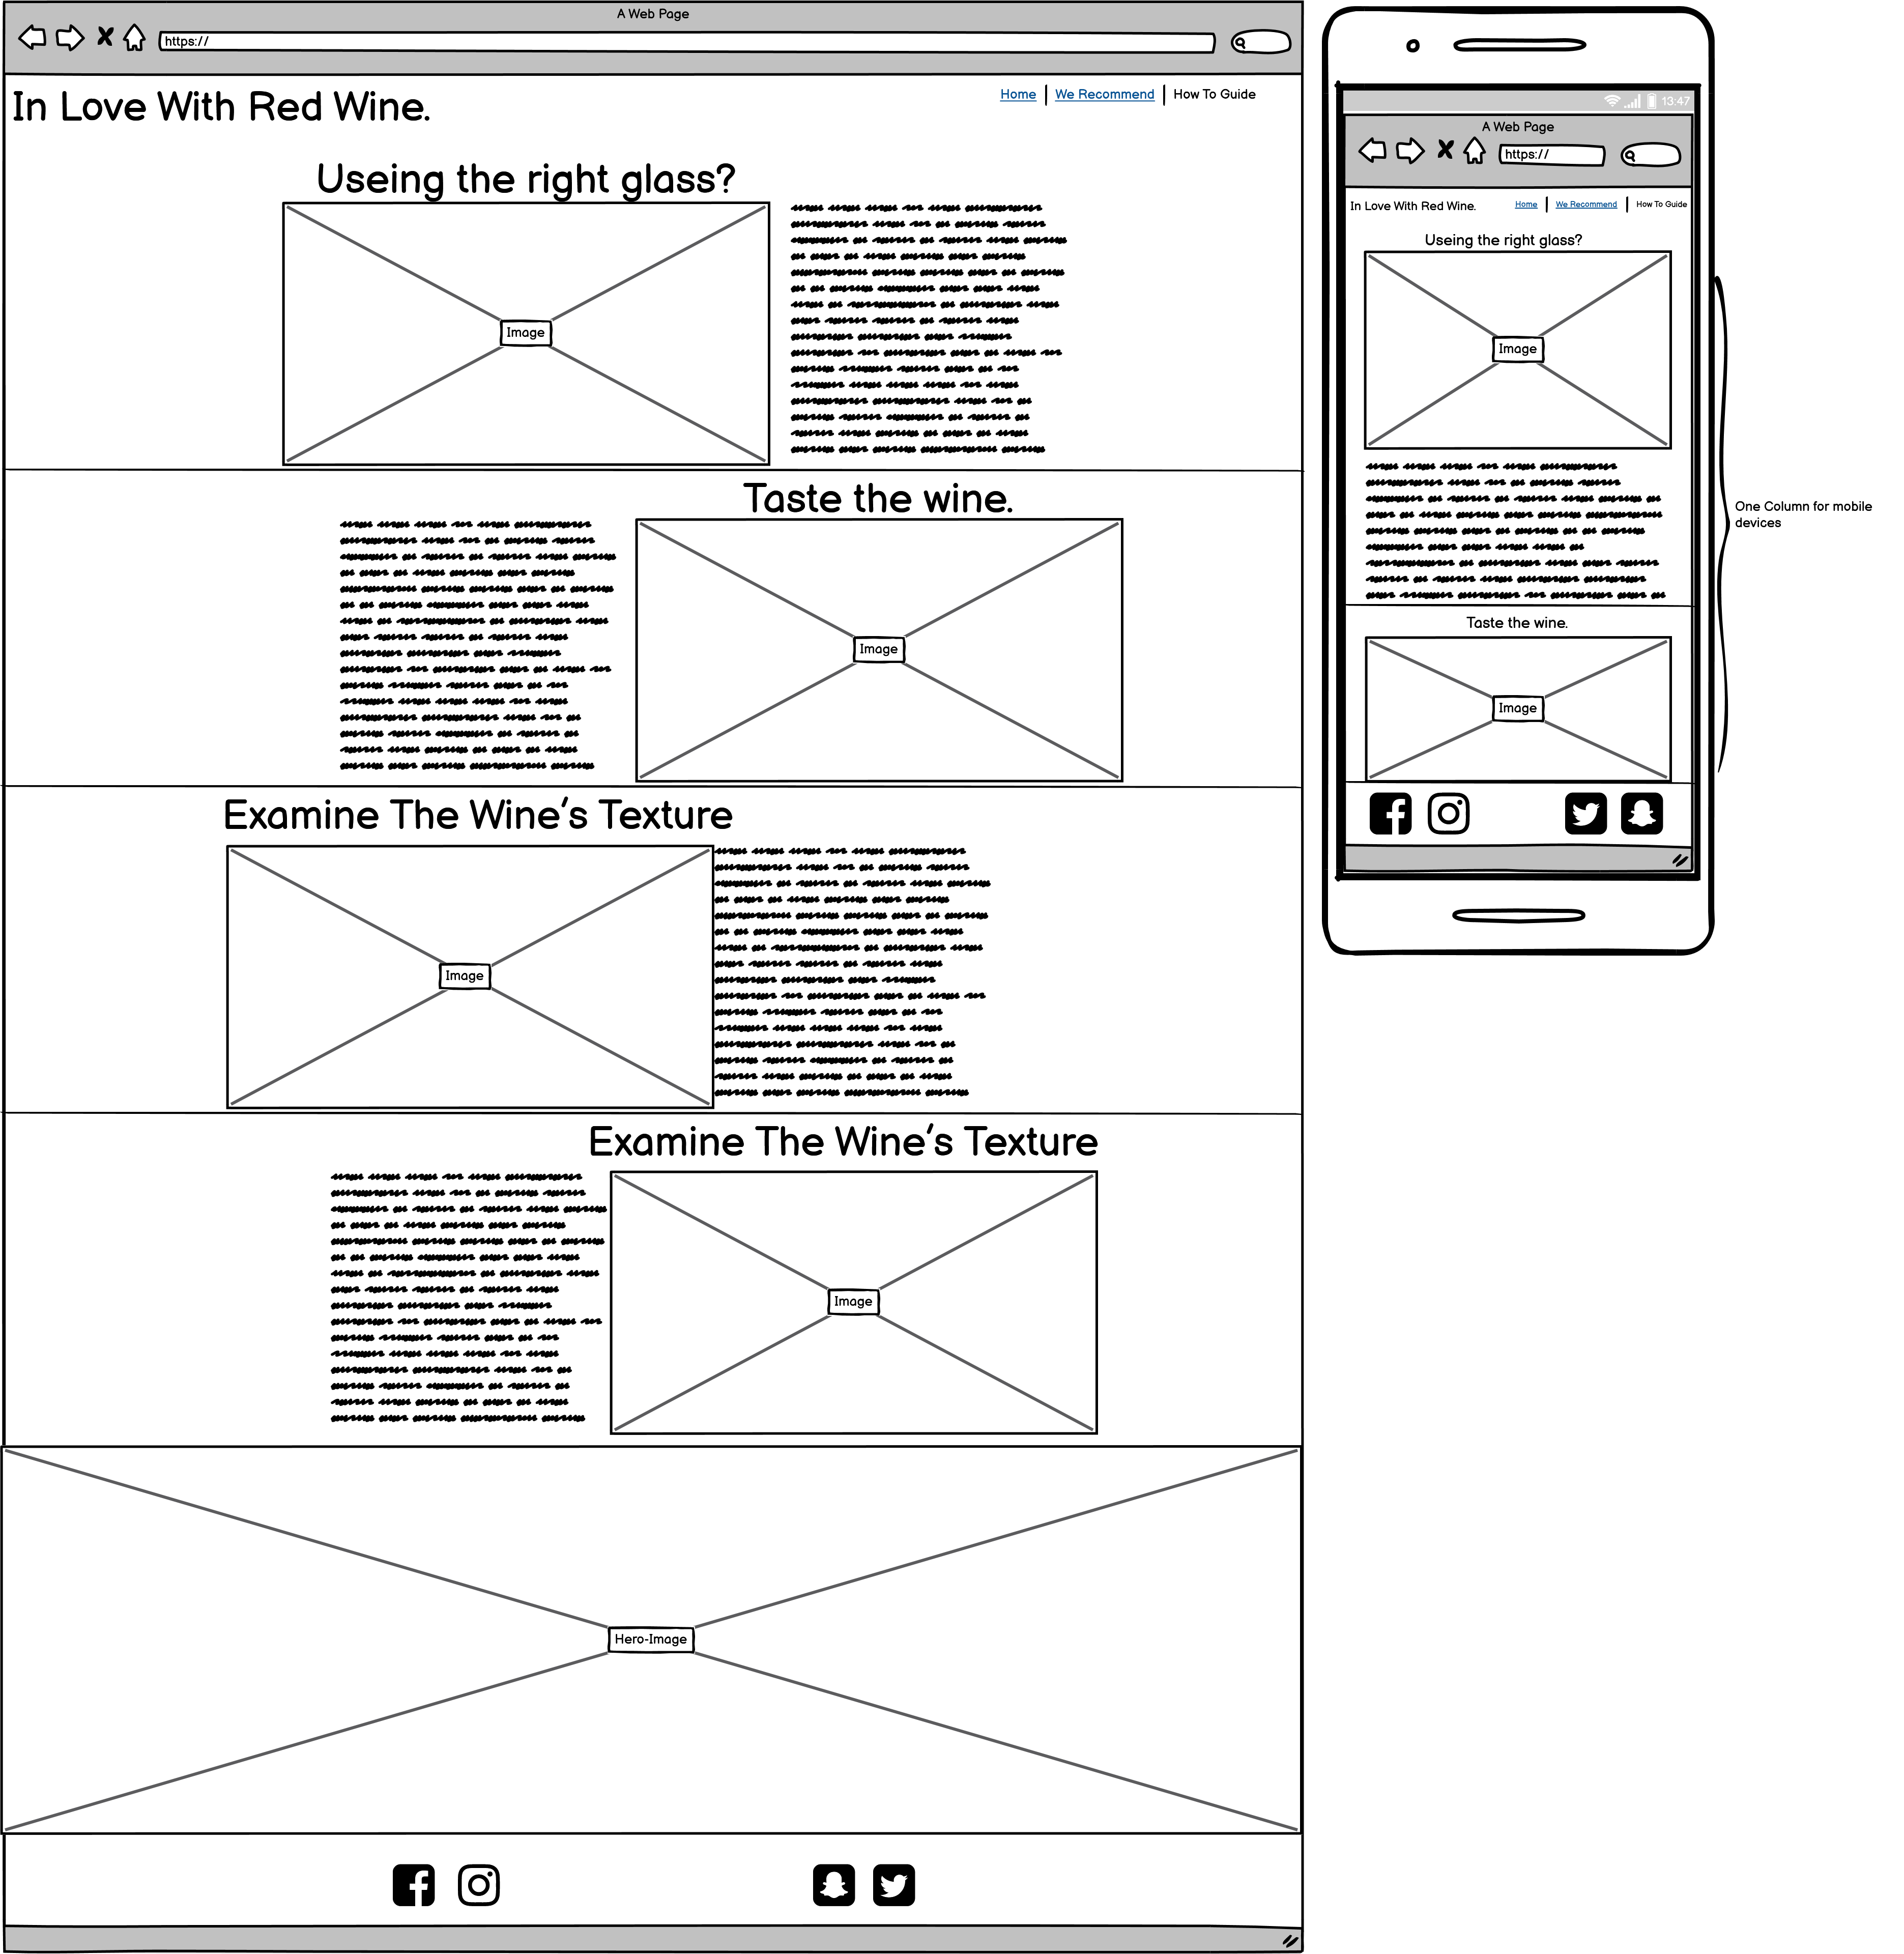 A Web Page
https://
In Love With Red Wine.
Home
We Recommend
How To Guide
Useing the right glass?
Image
Taste the wine.
Image
Examine The Wine's Texture
Image
Examine The Wine's Texture
Image
Hero-Image
13:47
A Web Page
https://
In Love With Red Wine.
Home
We Recommend
How To Guide
Useing the right glass?
Image
Taste the wine.
Image
One Column for mobile
devices